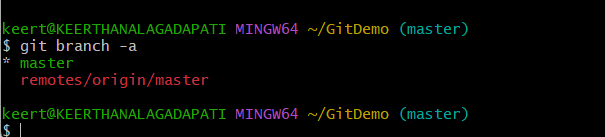 keert@KEERTHANALAGADAPATI MINGW64 ~/GitDemo (master)
$ git branch -a
* master
  remotes/origin/master
keert@KEERTHANALAGADAPATI MINGW64 ~/GitDemo (master)
$